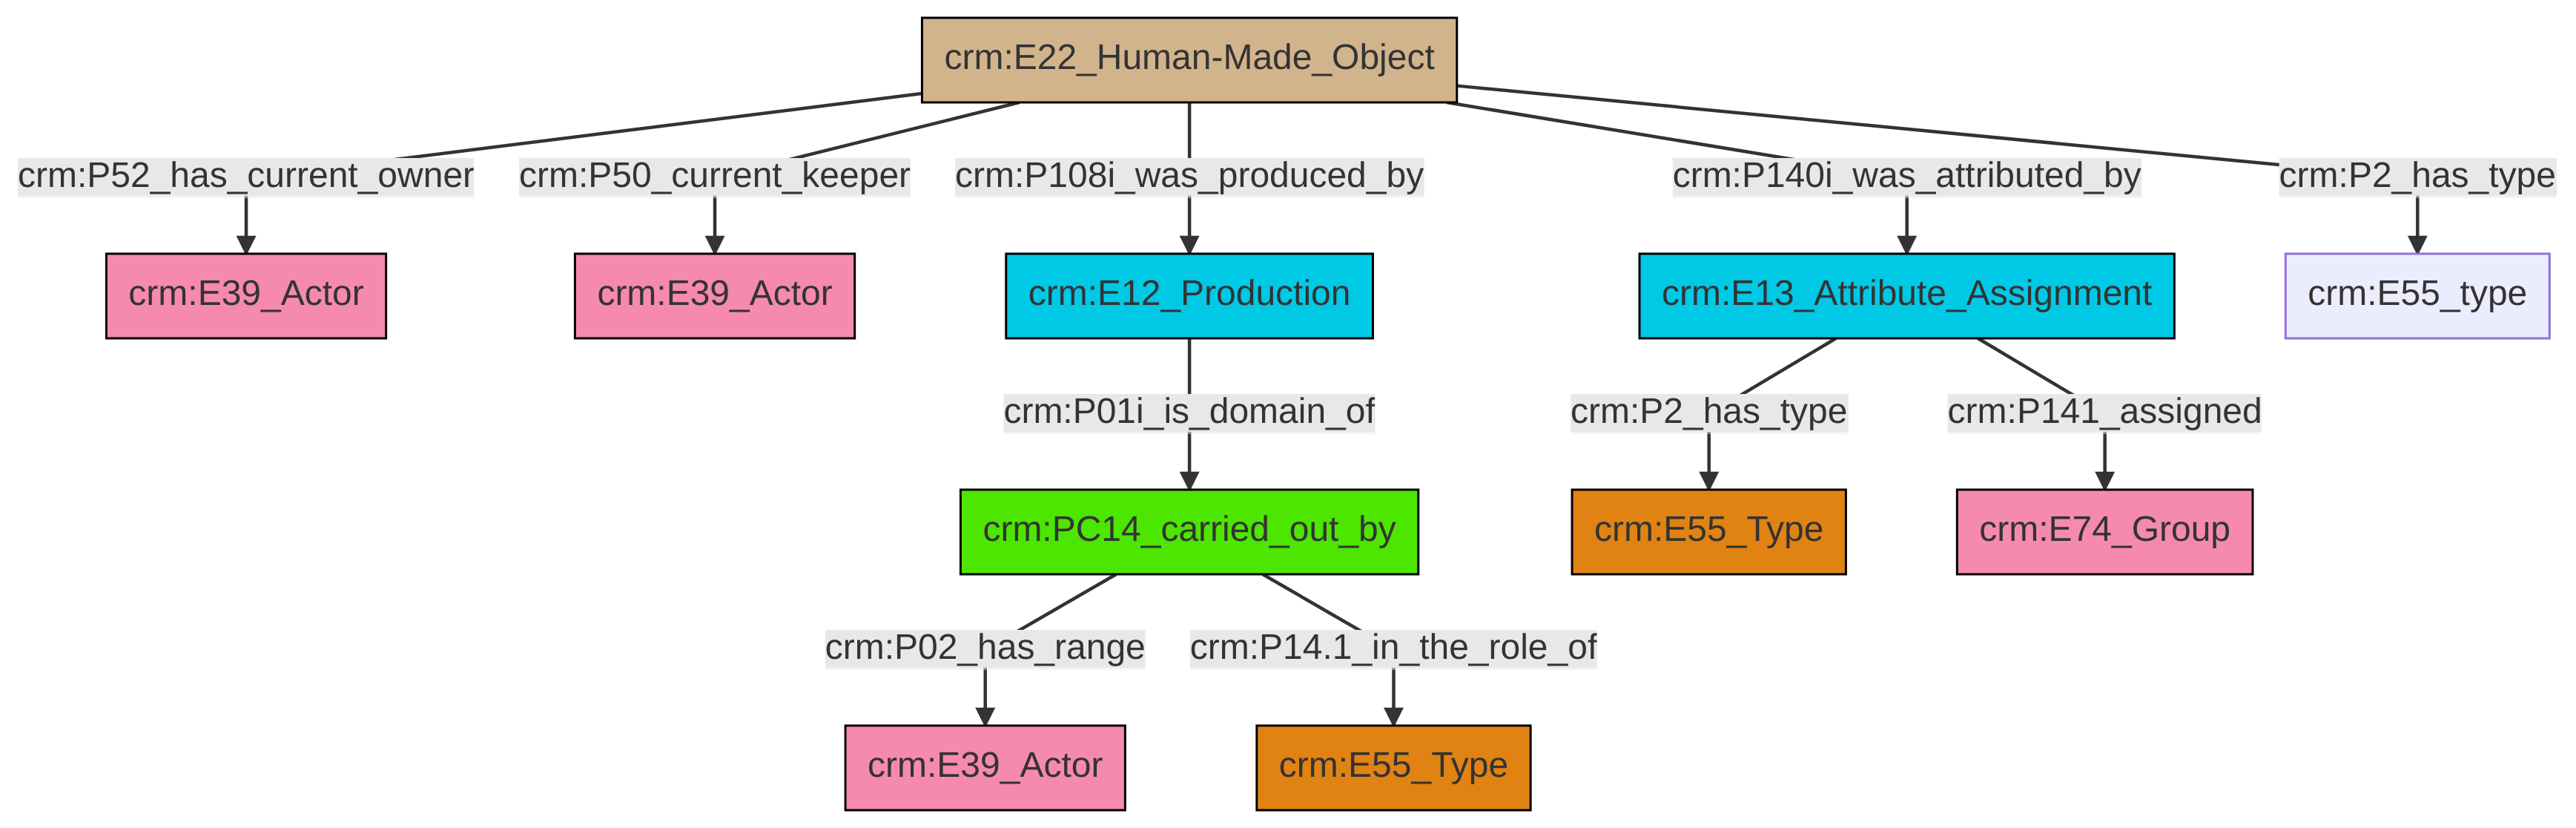 crm:E22_Human-Made_Object
crm:P52_has_current_owner
crm:P50_current_keeper
crm:P108i_was_produced_by
crm:P140i_was_attributed_by
crm:P2_has_type
crm:E39_Actor
crm:E39_Actor
crm:E12_Production
crm:E13_Attribute_Assignment
crm:E55_type
crm:P01i_is_domain_of
crm:P2_has_type
crm:P141_assigned
crm:PC14_carried_out_by
crm:E55_Type
crm:E74_Group
crm:P02_has_range
crm:P14.1_in_the_role_of
crm:E39_Actor
crm:E55_Type